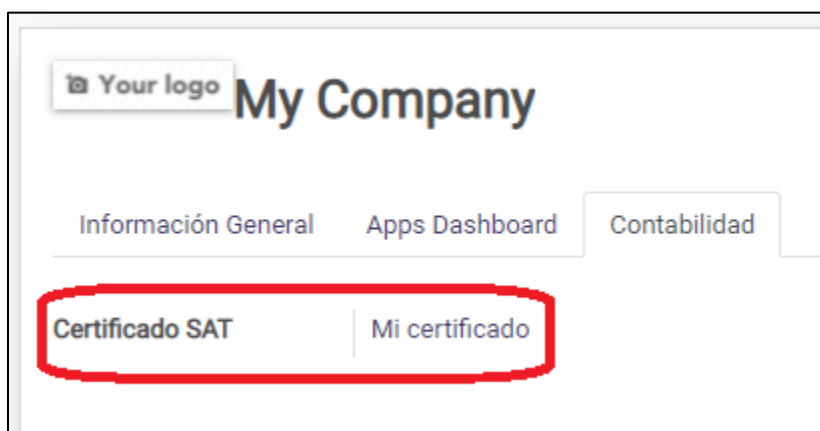 Your logo
My Company
Información General Apps Dashboard Contabilidad
Certificado SAT Mi certificado